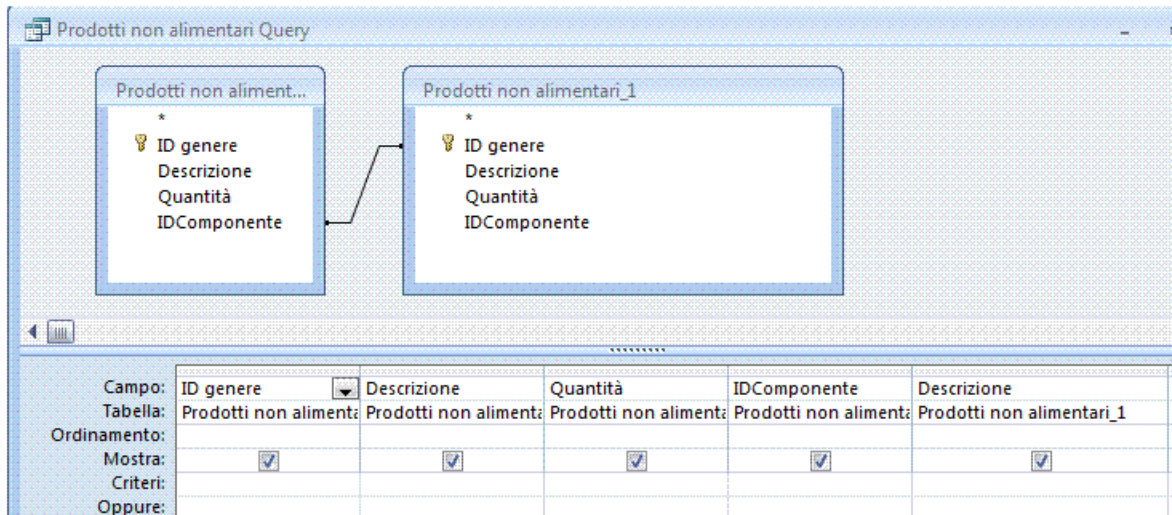 Prodotti non alimentari Query
Prodotti non aliment...
*
ID genere
Descrizione
Quantità
IDComponente
Prodotti non alimentari_1
*
ID genere
Descrizione
Quantità
IDComponente
Campo: ID genere Descrizione Quantità IDComponente Descrizione
Tabella: Prodotti non alimenta Prodotti non alimenta Prodotti non alimenta Prodotti non alimenta Prodotti non alimentari_1
Ordinamento:
Mostra:
Criteri:
Oppure: